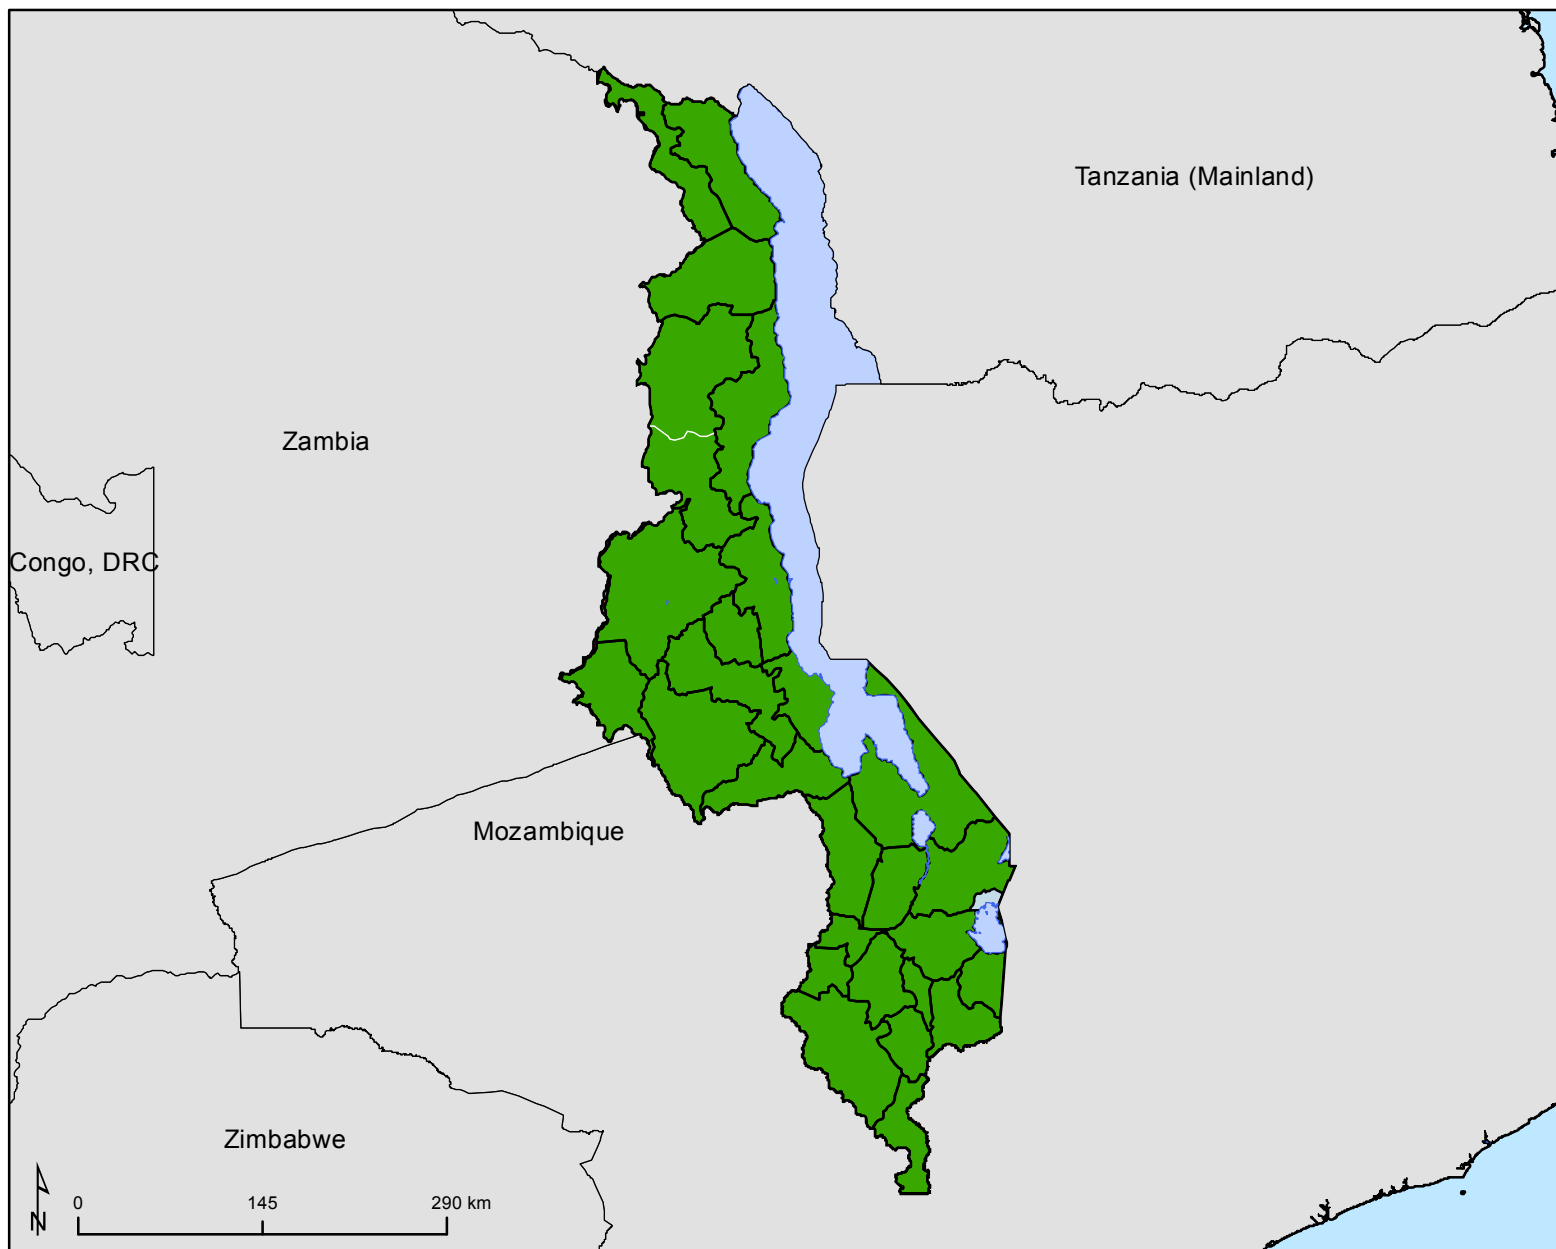 Tanzania (Mainland)
Zambia
Congo, DRC
Mozambique
Zimbabwe
N
0 145 290 km